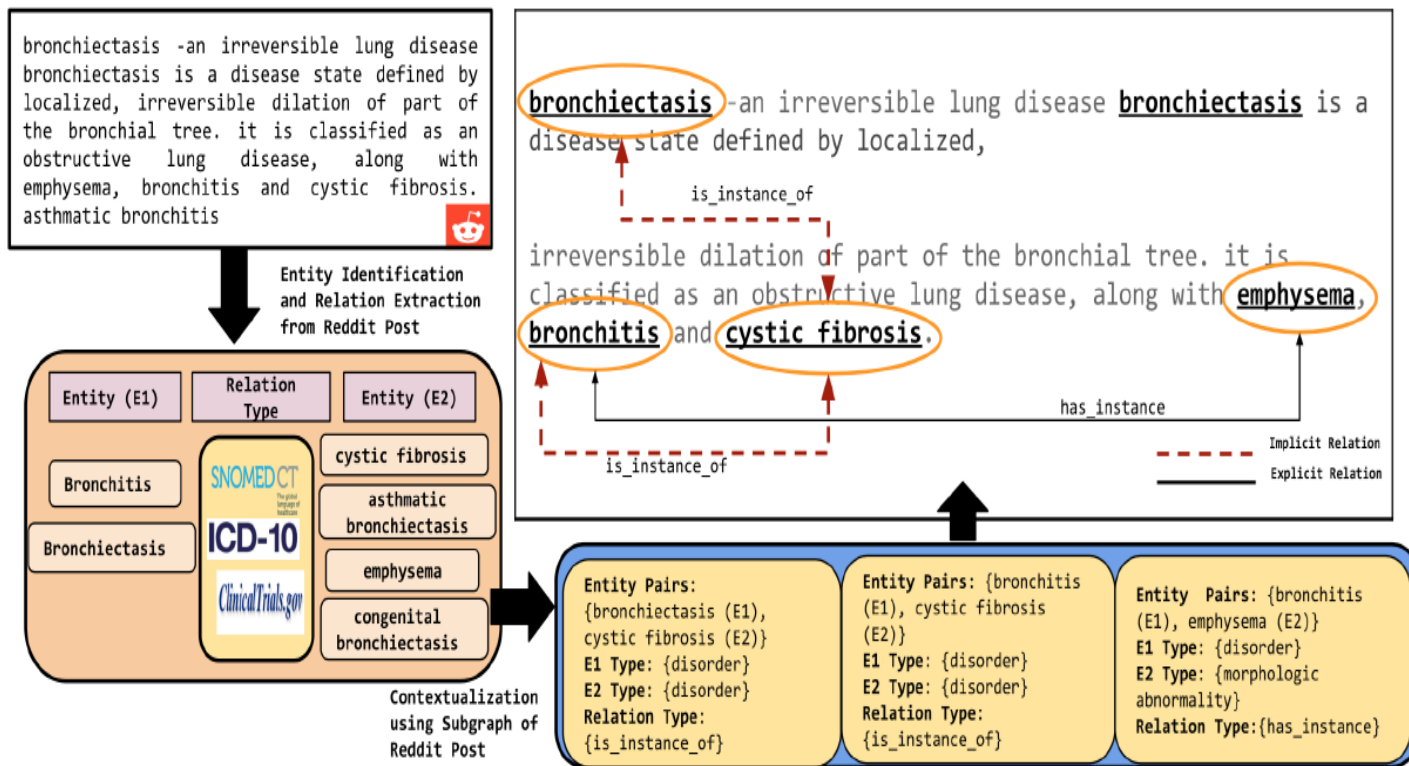 bronchiectasis -an irreversible lung disease
bronchiectasis is a disease state defined by
localized, irreversible dilation of part of
the bronchial tree. it is classified as an
obstructive lung disease, along with
emphysema, bronchitis and cystic fibrosis.
asthmatic bronchitis
Entity Identification
and Relation Extraction
from Reddit Post
Entity (E1)
Relation
Type
Entity (E2)
Bronchitis
Bronchiectasis
SNOMED CT
The global
language of
healthcare
ICD-10
ClinicalTrials.gov
cystic fibrosis
asthmatic
bronchiectasis
emphysema
congenital
bronchiectasis
Contextualization
using Subgraph of
Reddit Post
Entity Pairs:
{bronchiectasis (E1),
cystic fibrosis (E2)}
E1 Type: {disorder}
E2 Type: {disorder}
Relation Type:
{is_instance_of}
Entity Pairs: {bronchitis
(E1), cystic fibrosis
(E2)}
E1 Type: {disorder}
E2 Type: {disorder}
Relation Type:
{is_instance_of}
Entity Pairs: {bronchitis
(E1), emphysema (E2)}
E1 Type: {disorder}
E2 Type: {morphologic
abnormality}
Relation Type:{has_instance}
bronchiectasis -an irreversible lung disease bronchiectasis is a
disease state defined by localized,
is_instance_of
irreversible dilation of part of the bronchial tree. it is
classified as an obstructive lung disease, along with emphysema,
bronchitis and cystic fibrosis.
has_instance
is_instance_of
Implicit Relation
Explicit Relation